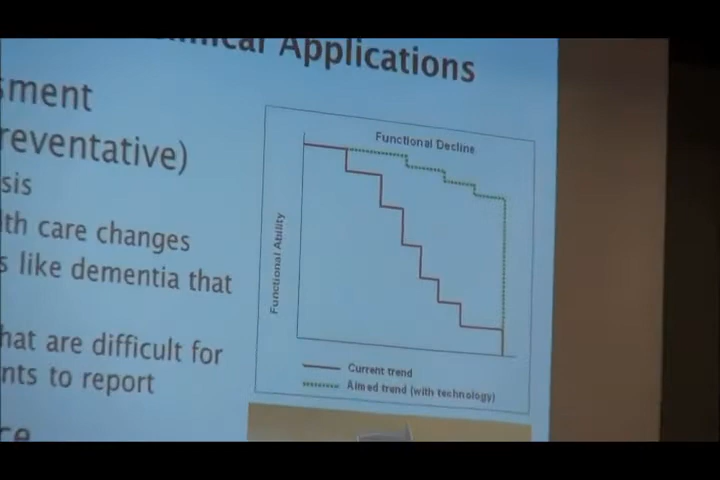 Applications
sment
reventative)
sis
lth care changes
s like dementia that
hat are difficult for
nts to report
ce
Functional Decline
Functional Ability
Current trend
Aimed trend (with technology)